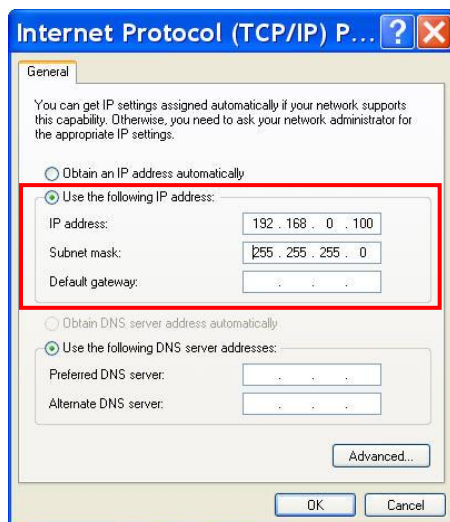 Internet Protocol (TCP/IP) P...
General
You can get IP settings assigned automatically if your network supports
this capability. Otherwise, you need to ask your network administrator for
the appropriate IP settings.
Obtain an IP address automatically
Use the following IP address:
IP address: 192 . 168 . 0 . 100
Subnet mask: 255 . 255 . 255 . 0
Default gateway: . . .
Obtain DNS server address automatically
Use the following DNS server addresses:
Preferred DNS server: . . .
Alternate DNS server: . . .
Advanced...
OK Cancel